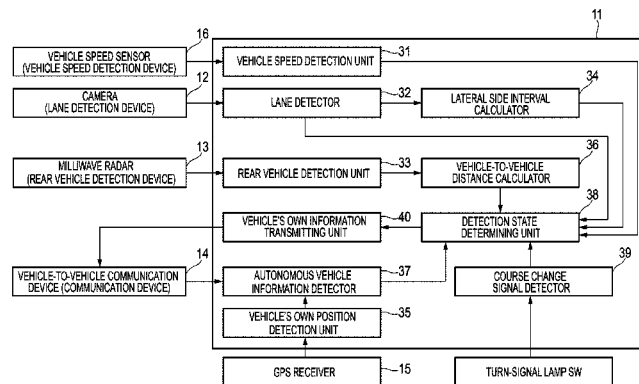 11
16
VEHICLE SPEED SENSOR
(VEHICLE SPEED DETECTION DEVICE)
31
VEHICLE SPEED DETECTION UNIT
12
CAMERA
(LANE DETECTION DEVICE)
32
LANE DETECTOR
34
LATERAL SIDE INTERVAL
CALCULATOR
13
MILLIWAVE RADAR
(REAR VEHICLE DETECTION DEVICE)
33
REAR VEHICLE DETECTION UNIT
36
VEHICLE-TO-VEHICLE
DISTANCE CALCULATOR
40
VEHICLE'S OWN INFORMATION
TRANSMITTING UNIT
38
DETECTION STATE
DETERMINING UNIT
14
VEHICLE-TO-VEHICLE COMMUNICATION
DEVICE (COMMUNICATION DEVICE)
37
AUTONOMOUS VEHICLE
INFORMATION DETECTOR
39
COURSE CHANGE
SIGNAL DETECTOR
35
VEHICLE'S OWN POSITION
DETECTION UNIT
GPS RECEIVER
15
TURN-SIGNAL LAMP SW